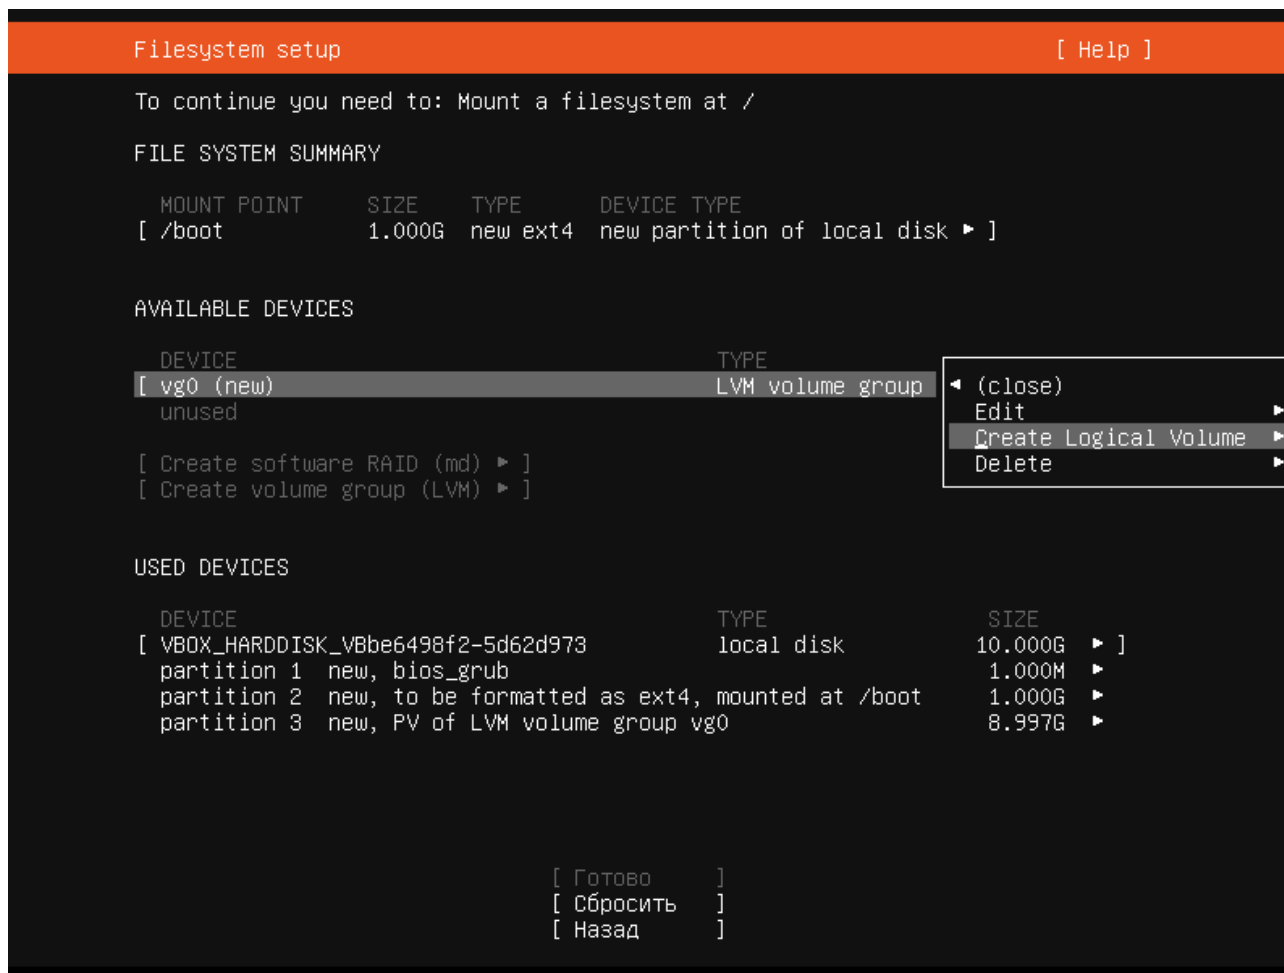 Filesystem setup [ Help ]
To continue you need to: Mount a filesystem at /
FILE SYSTEM SUMMARY
MOUNT POINT SIZE TYPE DEVICE TYPE
[ /boot 1.000G new ext4 new partition of local disk ▸ ]
AVAILABLE DEVICES
DEVICE TYPE
[ vg0 (new) LVM volume group ◂ (close)
unused Edit ▸
Create Logical Volume ▸
[ Create software RAID (md) ▸ ] Delete ▸
[ Create volume group (LVM) ▸ ]
USED DEVICES
DEVICE TYPE SIZE
[ VBOX_HARDDISK_VBbe6498f2-5d62d973 local disk 10.000G ▸ ]
partition 1 new, bios_grub 1.000M ▸
partition 2 new, to be formatted as ext4, mounted at /boot 1.000G ▸
partition 3 new, PV of LVM volume group vg0 8.997G ▸
[ Готово ]
[ Сбросить ]
[ Назад ]